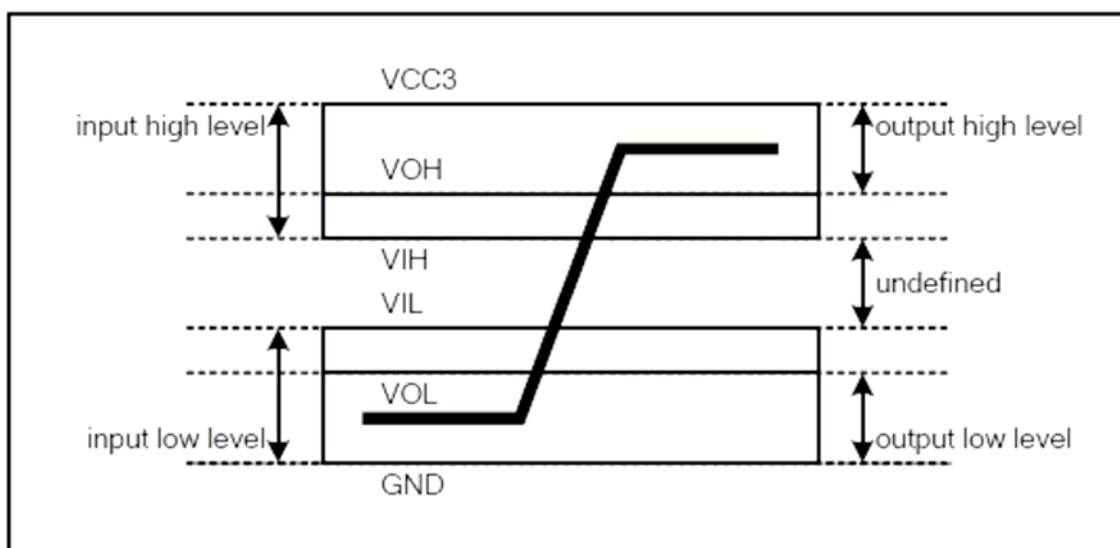 VCC3
input high level
output high level
VOH
VIH
undefined
VIL
VOL
input low level
output low level
GND